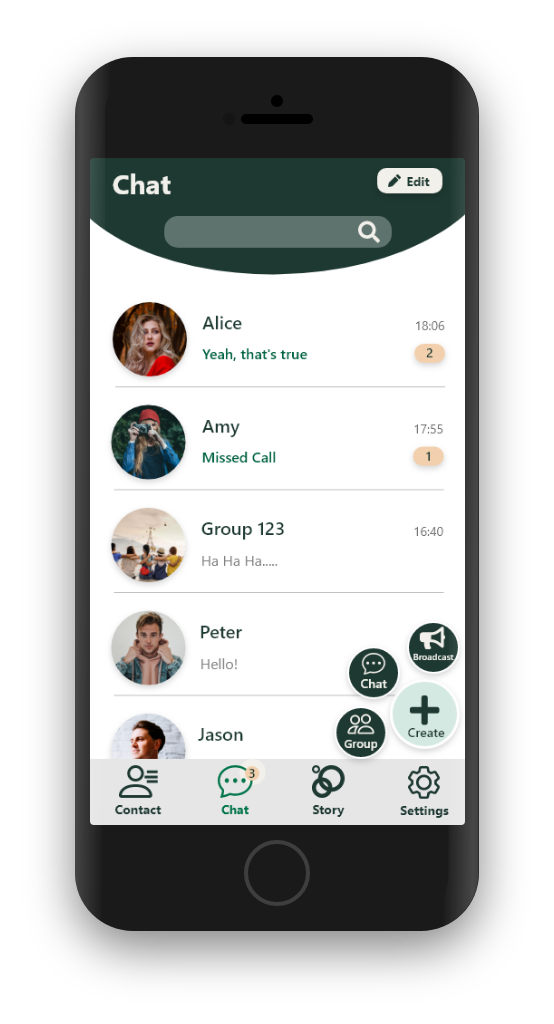 Chat
Edit
Alice
18:06
Yeah, that's true
2
Amy
17:55
Missed Call
1
Group 123
16:40
Ha Ha Ha.....
Peter
Hello!
Broadcast
Chat
Create
Group
Jason
3
Contact
Chat
Story
Settings